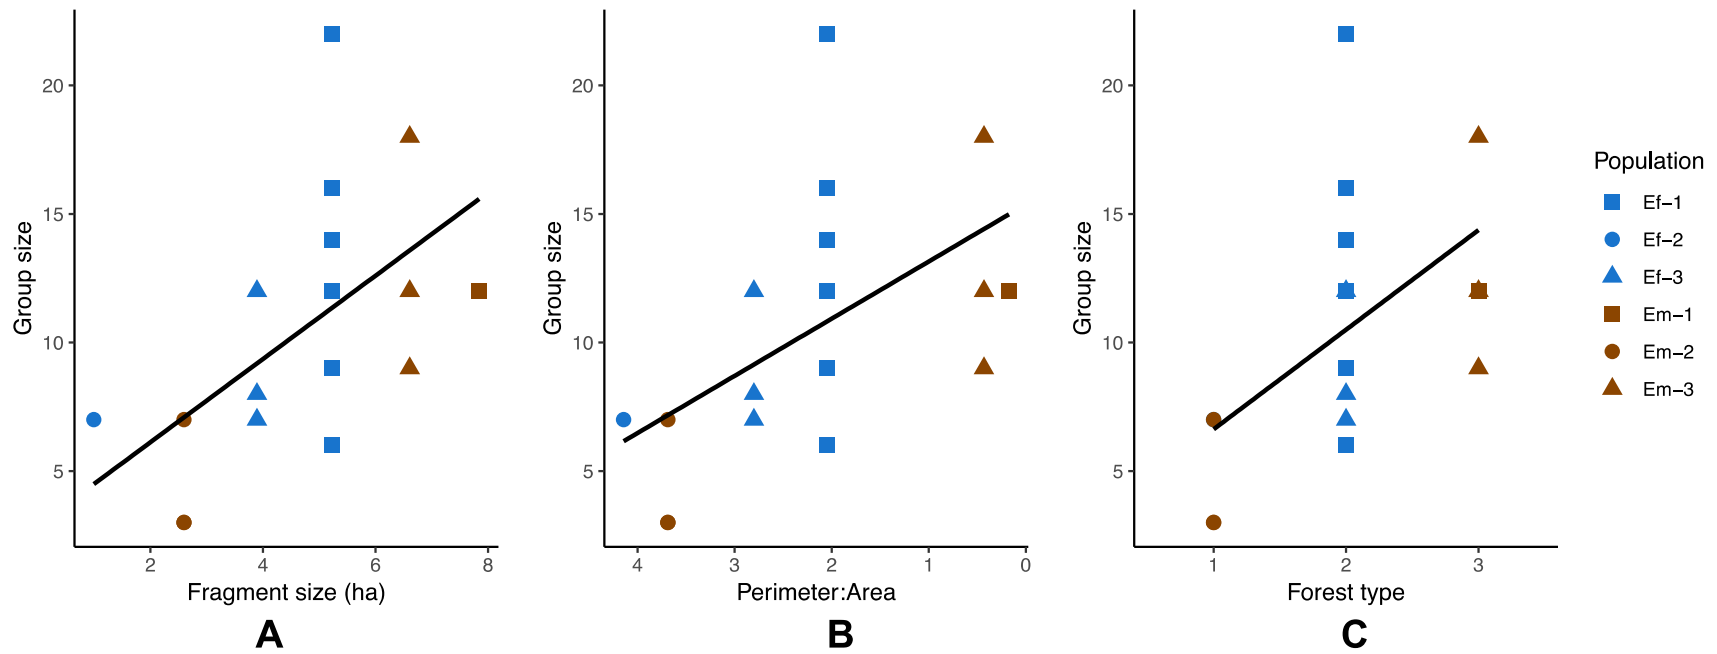 20
15
10
5
Group size
2 4 6 8
Fragment size (ha)
A
20
15
10
5
Group size
4 3 2 1 0
Perimeter:Area
B
20
15
10
5
Group size
1 2 3
Forest type
C
Population
Ef−1
Ef−2
Ef−3
Em−1
Em−2
Em−3